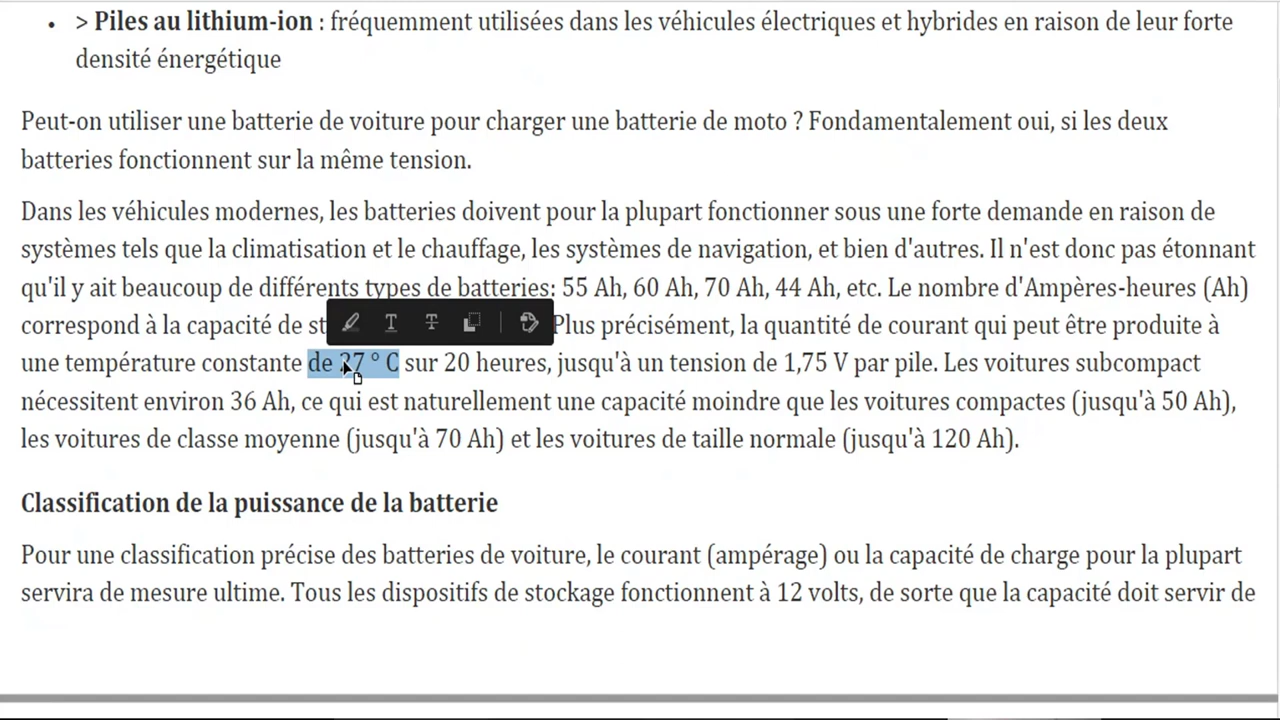 • > Piles au lithium-ion : fréquemment utilisées dans les véhicules électriques et hybrides en raison de leur forte
densité énergétique
Peut-on utiliser une batterie de voiture pour charger une batterie de moto ? Fondamentalement oui, si les deux
batteries fonctionnent sur la même tension.
Dans les véhicules modernes, les batteries doivent pour la plupart fonctionner sous une forte demande en raison de
systèmes tels que la climatisation et le chauffage, les systèmes de navigation, et bien d'autres. Il n'est donc pas étonnant
qu'il y ait beaucoup de différents types de batteries: 55 Ah, 60 Ah, 70 Ah, 44 Ah, etc. Le nombre d'Ampères-heures (Ah)
correspond à la capacité de Plus précisément, la quantité de courant qui peut être produite à
une température constante de 27 ° C sur 20 heures, jusqu'à un tension de 1,75 V par pile. Les voitures subcompact
nécessitent environ 36 Ah, ce qui est naturellement une capacité moindre que les voitures compactes (jusqu'à 50 Ah),
les voitures de classe moyenne (jusqu'à 70 Ah) et les voitures de taille normale (jusqu'à 120 Ah).
Classification de la puissance de la batterie
Pour une classification précise des batteries de voiture, le courant (ampérage) ou la capacité de charge pour la plupart
servira de mesure ultime. Tous les dispositifs de stockage fonctionnent à 12 volts, de sorte que la capacité doit servir de